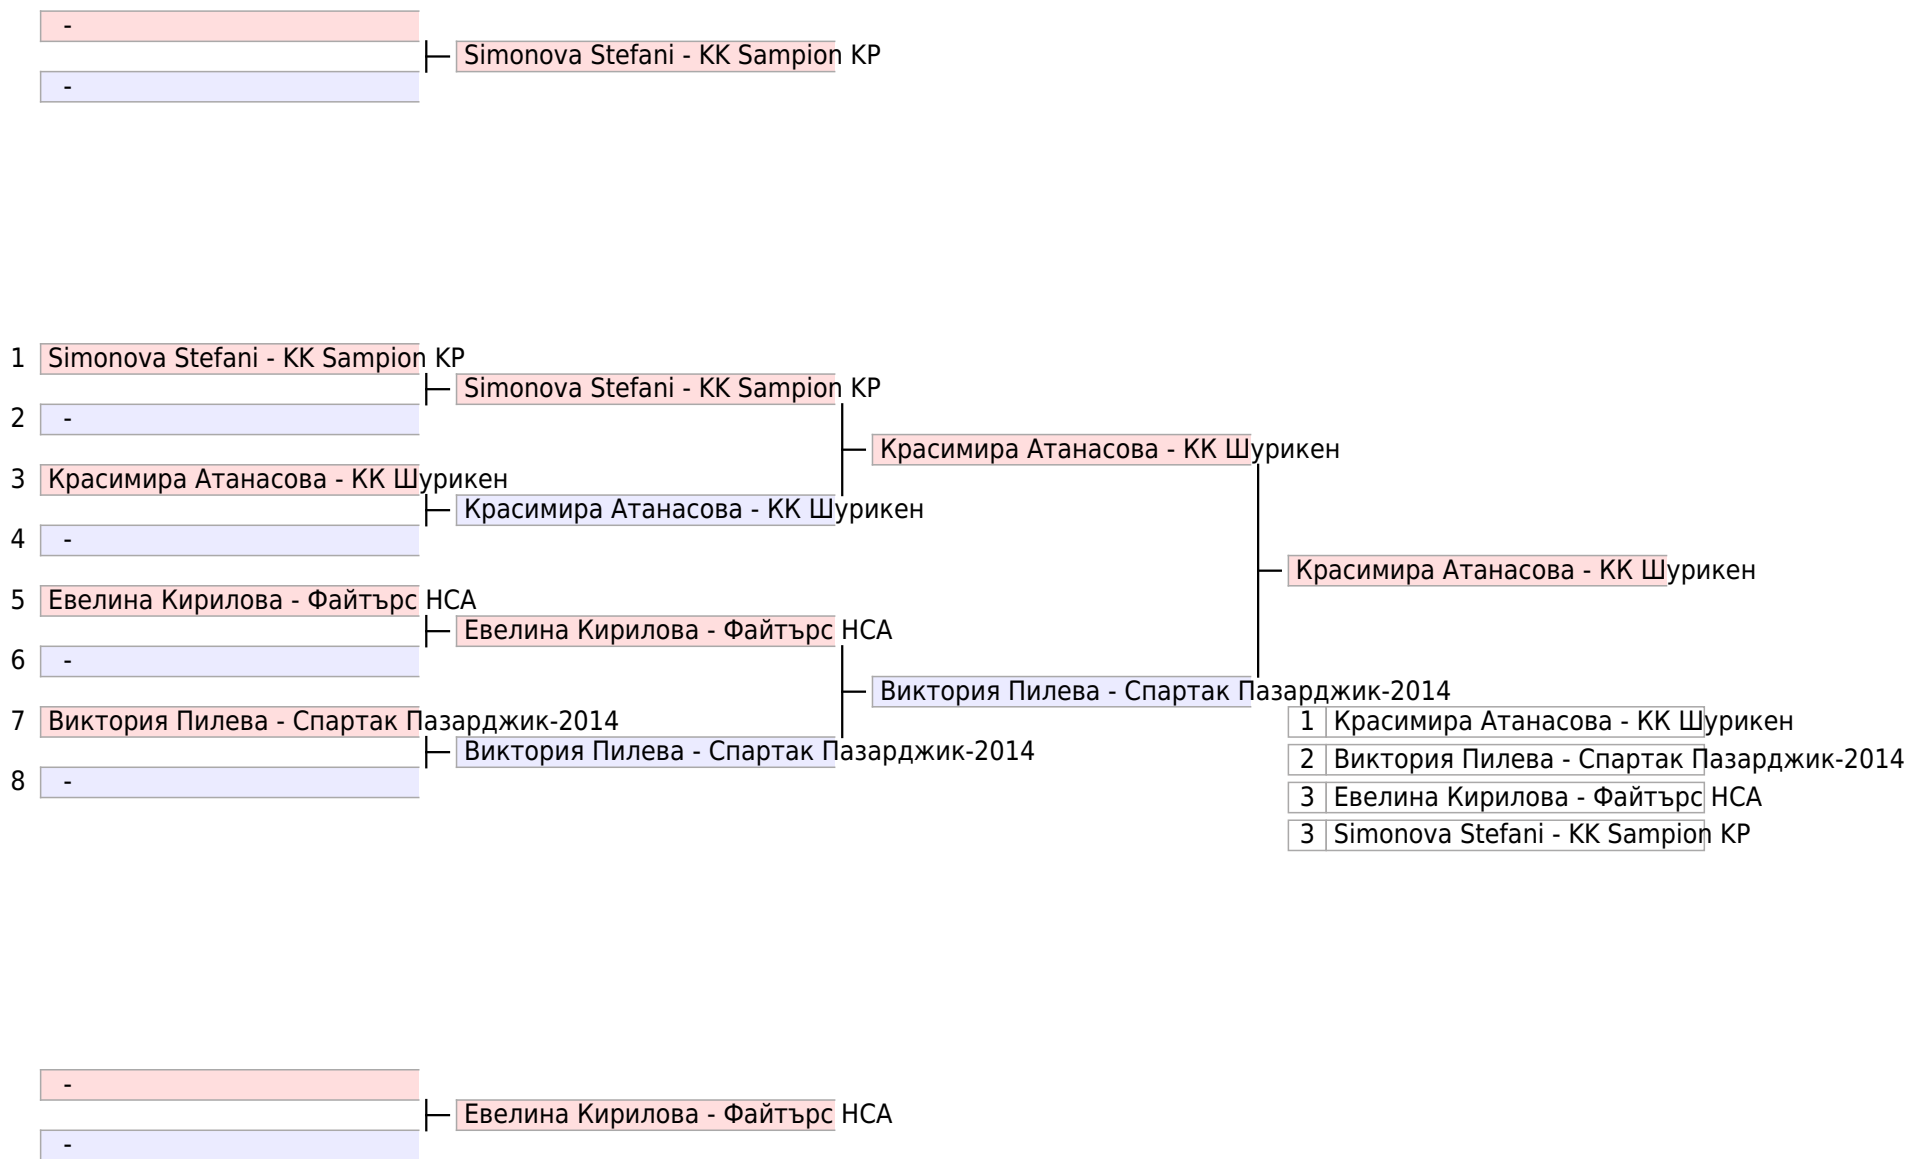 -
Simonova Stefani - KK Sampion KP
-
1 Simonova Stefani - KK Sampion KP
Simonova Stefani - KK Sampion KP
2 -
Красимира Атанасова - КК Шурикен
3 Красимира Атанасова - КК Шурикен
Красимира Атанасова - КК Шурикен
4 -
Красимира Атанасова - КК Шурикен
5 Евелина Кирилова - Файтърс НСА
Евелина Кирилова - Файтърс НСА
6 -
Виктория Пилева - Спартак Пазарджик-2014
7 Виктория Пилева - Спартак Пазарджик-2014
Виктория Пилева - Спартак Пазарджик-2014
8 -
1 Красимира Атанасова - КК Шурикен
2 Виктория Пилева - Спартак Пазарджик-2014
3 Евелина Кирилова - Файтърс НСА
3 Simonova Stefani - KK Sampion KP
-
Евелина Кирилова - Файтърс НСА
-